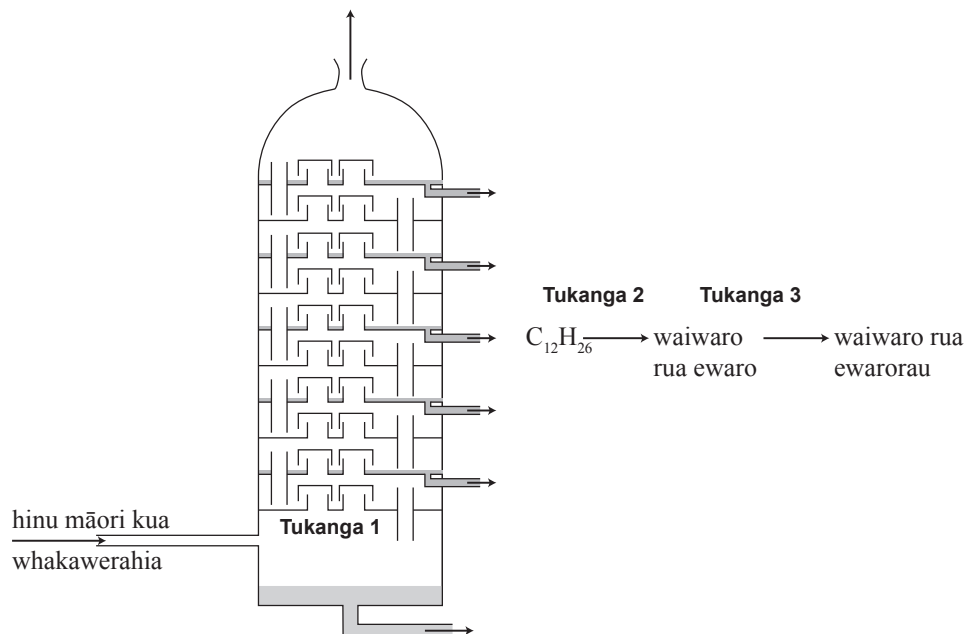 Tukanga 2 Tukanga 3
C₁₂H₂₆ waiwaro waiwaro rua
rua ewaro ewarorau
Tukanga 1
hinu māori kua
whakawerahia